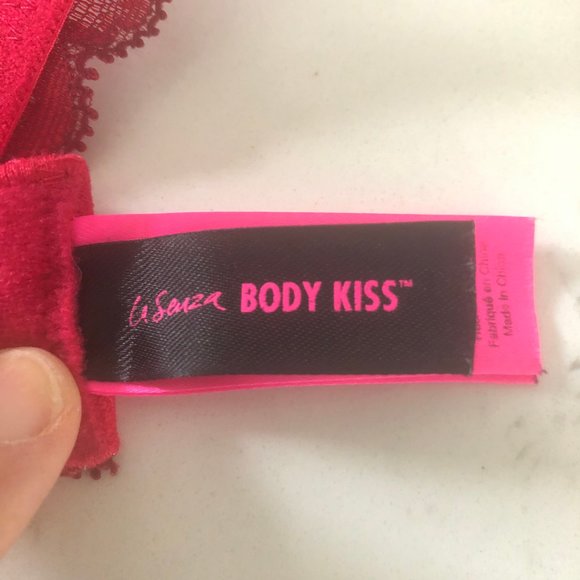 la Senza BODY KISS™
Fabriqué en Chine
Made in China